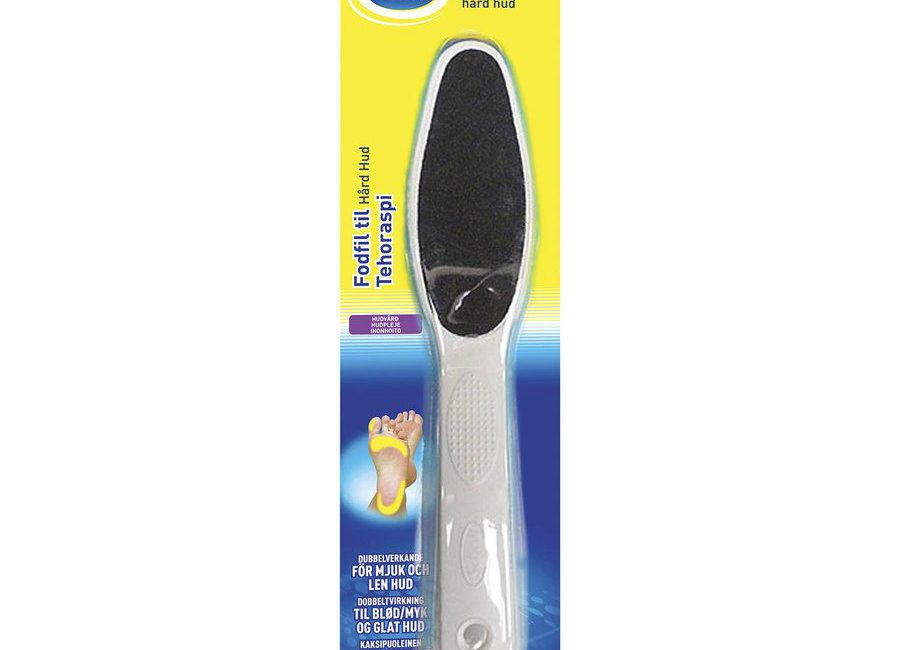 hård hud
Fodfil til Hård Hud
Tehoraspi
HUDVÅRD
HUDPLEJE
IHONHOITO
DUBBELVERKANDE
FÖR MJUK OCH
LEN HUD
DOBBELTVIRKNING
TIL BLØD/MYK
OG GLAT HUD
KAKSIPUOLEINEN